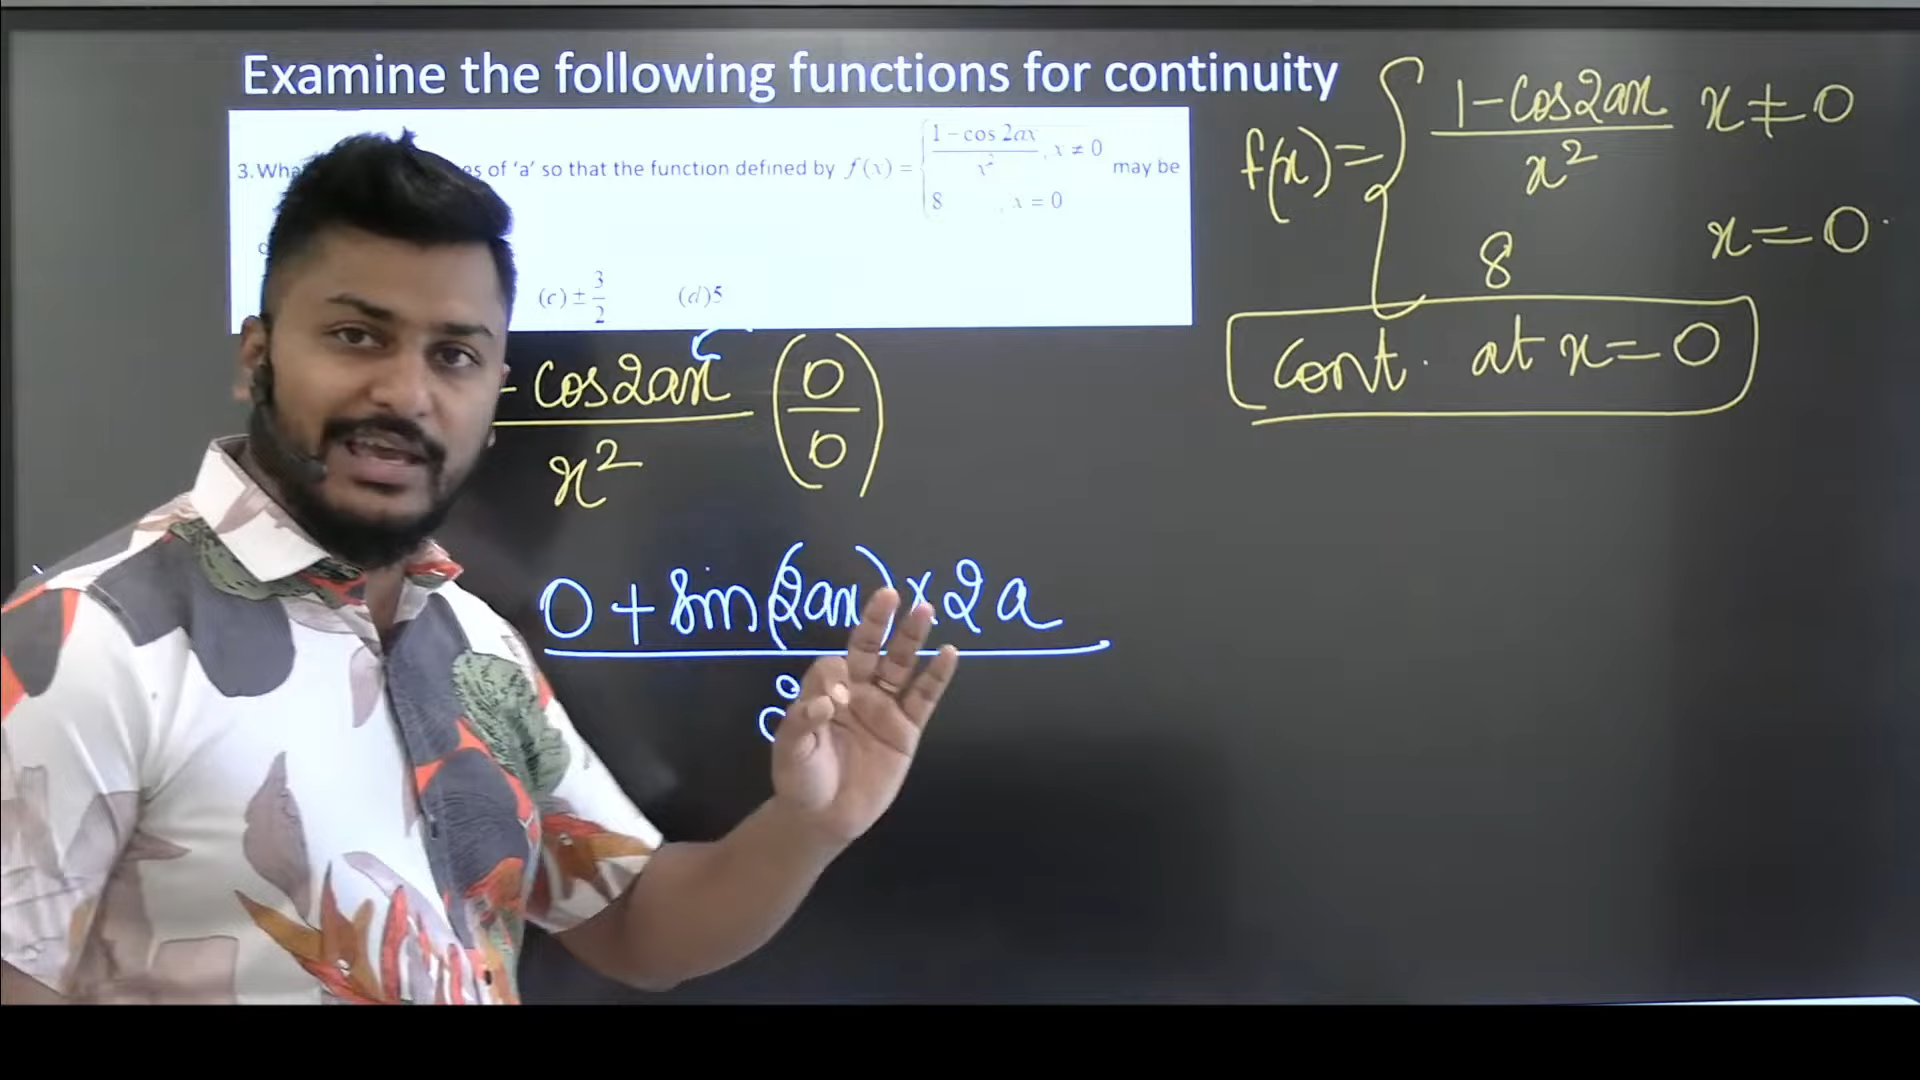 Examine the following functions for continuity
3. of 'a' so that the function defined by f(x) = { 1 − cos 2ax / x² , x ≠ 0 may be
8 , x = 0
(c) ± 3/2 (d) 5
f(x) = { 1 − cos2ax / x² x ≠ 0
8 x = 0
cont. at x = 0
− cos2ax / x² (0/0)
0 + sin(2ax) × 2a